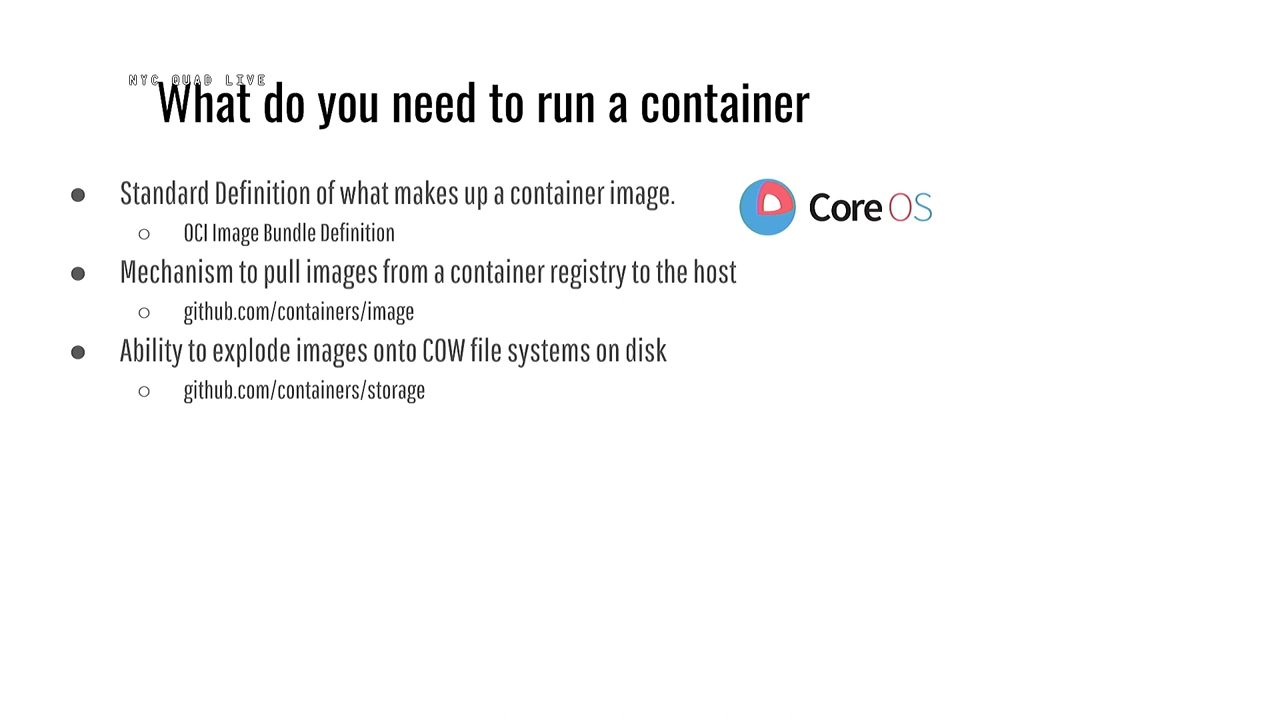 NYC QUAD LIVE
What do you need to run a container
● Standard Definition of what makes up a container image.
○ OCI Image Bundle Definition
CoreOS
● Mechanism to pull images from a container registry to the host
○ github.com/containers/image
● Ability to explode images onto COW file systems on disk
○ github.com/containers/storage